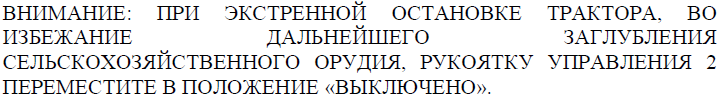 ВНИМАНИЕ: ПРИ ЭКСТРЕННОЙ ОСТАНОВКЕ ТРАКТОРА, ВО
ИЗБЕЖАНИЕ ДАЛЬНЕЙШЕГО ЗАГЛУБЛЕНИЯ
СЕЛЬСКОХОЗЯЙСТВЕННОГО ОРУДИЯ, РУКОЯТКУ УПРАВЛЕНИЯ 2
ПЕРЕМЕСТИТЕ В ПОЛОЖЕНИЕ «ВЫКЛЮЧЕНО».